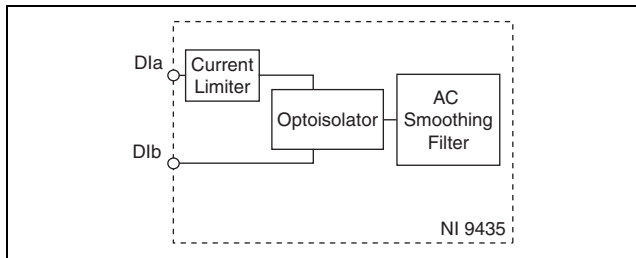 DIa
Current
Limiter
Optoisolator
AC
Smoothing
Filter
DIb
NI 9435